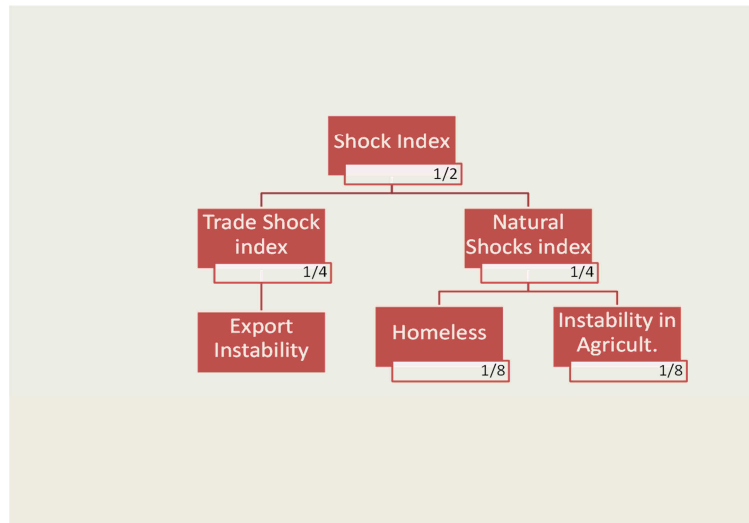 Shock Index
1/2
Trade Shock
index
1/4
Natural
Shocks index
1/4
Export
Instability
Homeless
1/8
Instability in
Agricult.
1/8